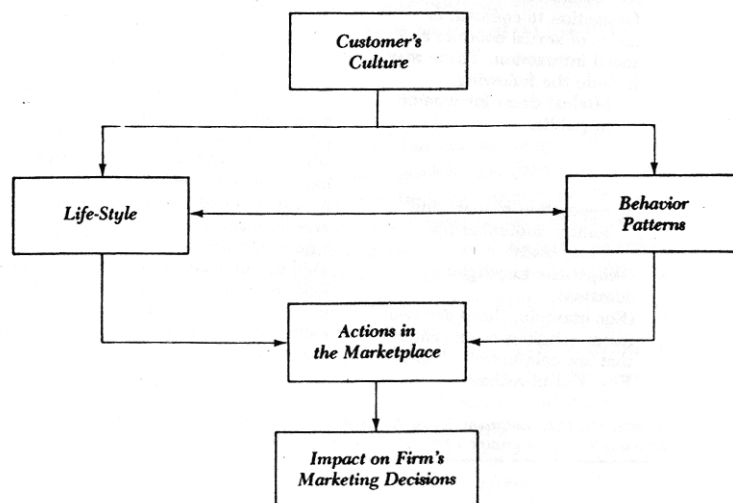 Customer's
Culture
Life-Style
Behavior
Patterns
Actions in
the Marketplace
Impact on Firm's
Marketing Decisions